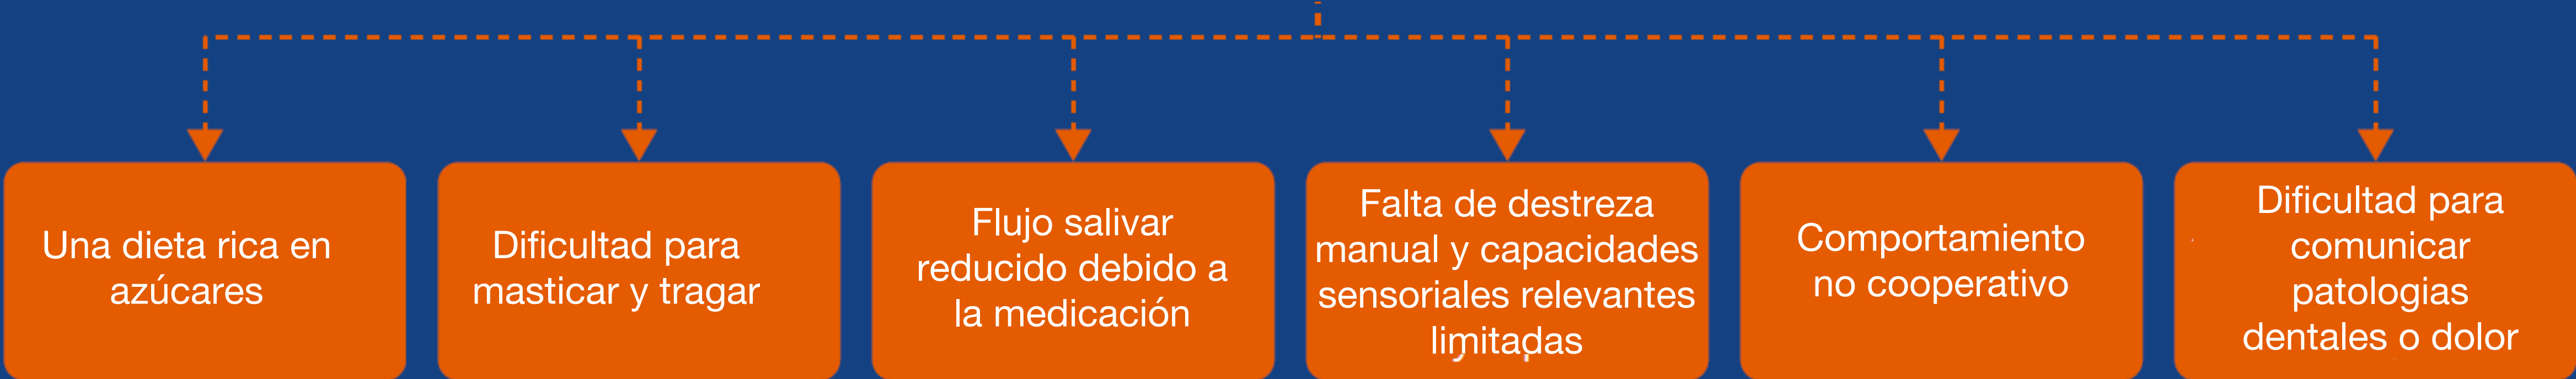 Una dieta rica en
azúcares
Dificultad para
masticar y tragar
Flujo salivar
reducido debido a
la medicación
Falta de destreza
manual y capacidades
sensoriales relevantes
limitadas
Comportamiento
no cooperativo
Dificultad para
comunicar
patologias
dentales o dolor